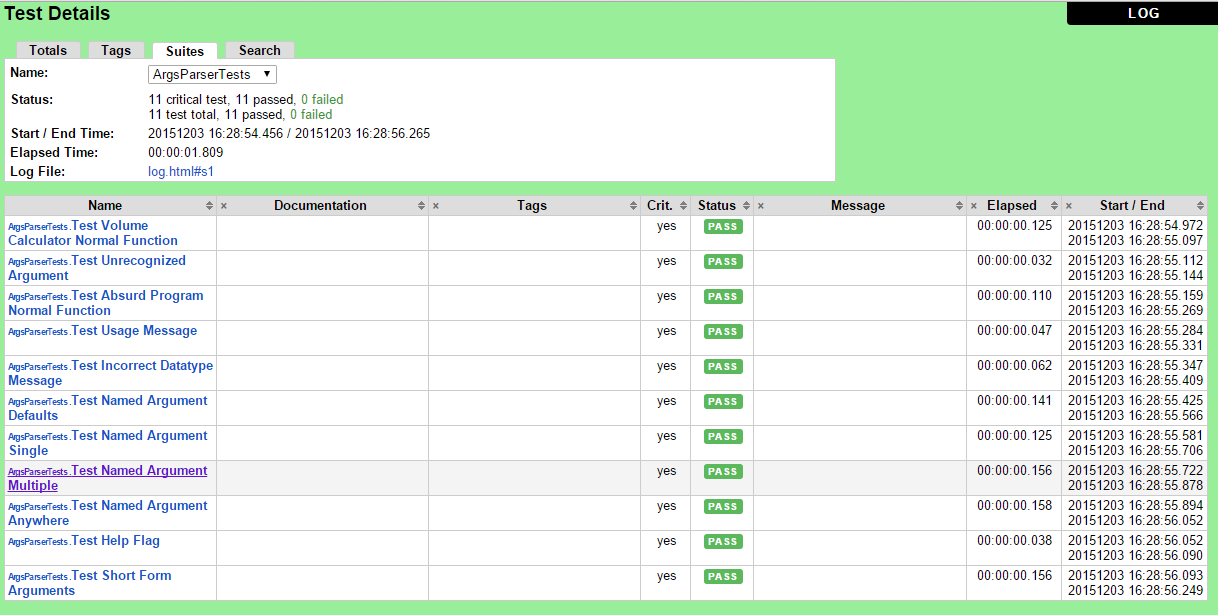 Test Details
LOG
Totals Tags Suites Search
Name: ArgsParserTests ▼
Status: 11 critical test, 11 passed, 0 failed
11 test total, 11 passed, 0 failed
Start / End Time: 20151203 16:28:54.456 / 20151203 16:28:56.265
Elapsed Time: 00:00:01.809
Log File: log.html#s1
Name × Documentation × Tags Crit. Status × Message × Elapsed × Start / End
ArgsParserTests.Test Volume yes PASS 00:00:00.125 20151203 16:28:54.972
Calculator Normal Function 20151203 16:28:55.097
ArgsParserTests.Test Unrecognized yes PASS 00:00:00.032 20151203 16:28:55.112
Argument 20151203 16:28:55.144
ArgsParserTests.Test Absurd Program yes PASS 00:00:00.110 20151203 16:28:55.159
Normal Function 20151203 16:28:55.269
ArgsParserTests.Test Usage Message yes PASS 00:00:00.047 20151203 16:28:55.284
20151203 16:28:55.331
ArgsParserTests.Test Incorrect Datatype yes PASS 00:00:00.062 20151203 16:28:55.347
Message 20151203 16:28:55.409
ArgsParserTests.Test Named Argument yes PASS 00:00:00.141 20151203 16:28:55.425
Defaults 20151203 16:28:55.566
ArgsParserTests.Test Named Argument yes PASS 00:00:00.125 20151203 16:28:55.581
Single 20151203 16:28:55.706
ArgsParserTests.Test Named Argument yes PASS 00:00:00.156 20151203 16:28:55.722
Multiple 20151203 16:28:55.878
ArgsParserTests.Test Named Argument yes PASS 00:00:00.158 20151203 16:28:55.894
Anywhere 20151203 16:28:56.052
ArgsParserTests.Test Help Flag yes PASS 00:00:00.038 20151203 16:28:56.052
20151203 16:28:56.090
ArgsParserTests.Test Short Form yes PASS 00:00:00.156 20151203 16:28:56.093
Arguments 20151203 16:28:56.249